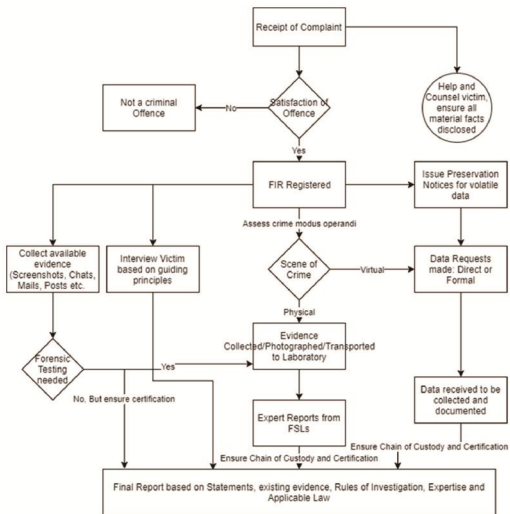 Receipt of Complaint
Help and
Counsel victim,
ensure all
material facts
disclosed
Not a criminal
Offence
No
Satisfaction of
Offence
Yes
FIR Registered
Issue Preservation
Notices for volatile
data
Assess crime modus operandi
Collect available
evidence
(Screenshots, Chats,
Mails, Posts etc.
Interview Victim
based on guiding
principles
Scene of
Crime
Virtual
Data Requests
made: Direct or
Formal
Physical
Evidence
Collected/Photographed/Transported
to Laboratory
Forensic
Testing
needed
Yes
No, But ensure certification
Expert Reports from
FSLs
Data received to be
collected and
documented
Ensure Chain of Custody and Certification
Ensure Chain of Custody and Certification
Final Report based on Statements, existing evidence, Rules of Investigation, Expertise and
Applicable Law